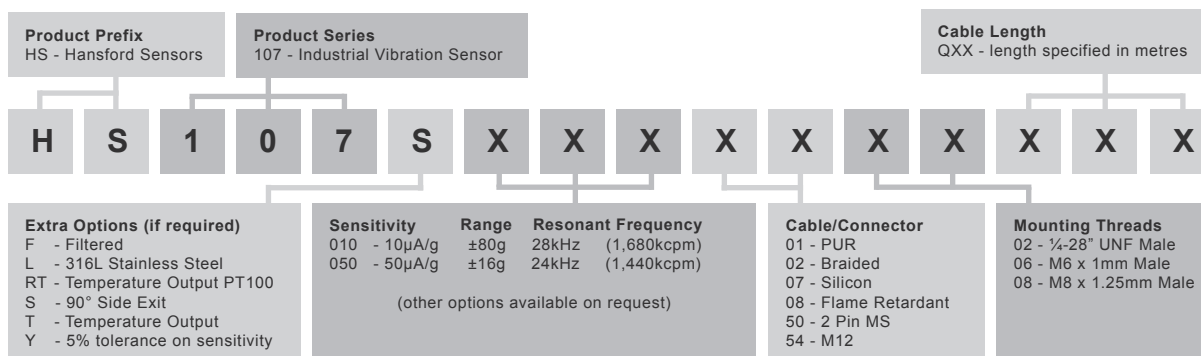 Product Prefix
HS - Hansford Sensors
Product Series
107 - Industrial Vibration Sensor
Cable Length
QXX - length specified in metres
H S 1 0 7 S X X X X X X X X X X
Extra Options (if required)
F - Filtered
L - 316L Stainless Steel
RT - Temperature Output PT100
S - 90° Side Exit
T - Temperature Output
Y - 5% tolerance on sensitivity
Sensitivity Range Resonant Frequency
010 - 10µA/g ±80g 28kHz (1,680kcpm)
050 - 50µA/g ±16g 24kHz (1,440kcpm)
(other options available on request)
Cable/Connector
01 - PUR
02 - Braided
07 - Silicon
08 - Flame Retardant
50 - 2 Pin MS
54 - M12
Mounting Threads
02 - ¼-28” UNF Male
06 - M6 x 1mm Male
08 - M8 x 1.25mm Male